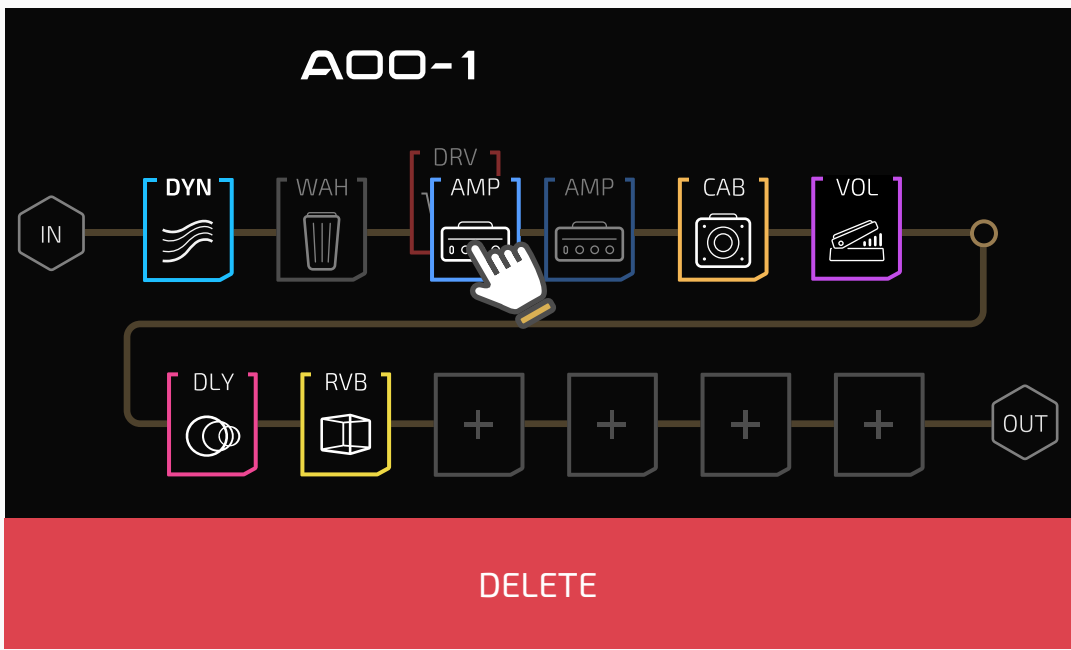 A00-1
DRV
DYN WAH AMP AMP CAB VOL
IN
DLY RVB
+ + + +
OUT
DELETE